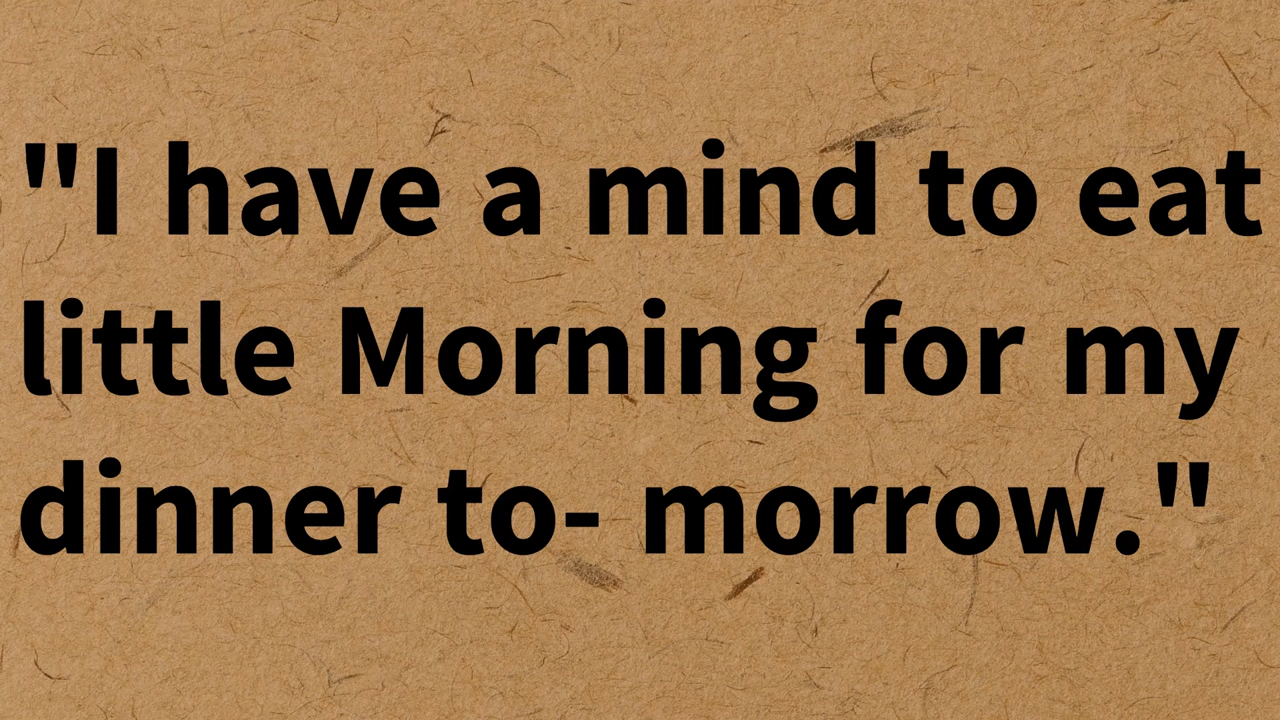 "I have a mind to eat
little Morning for my
dinner to- morrow."